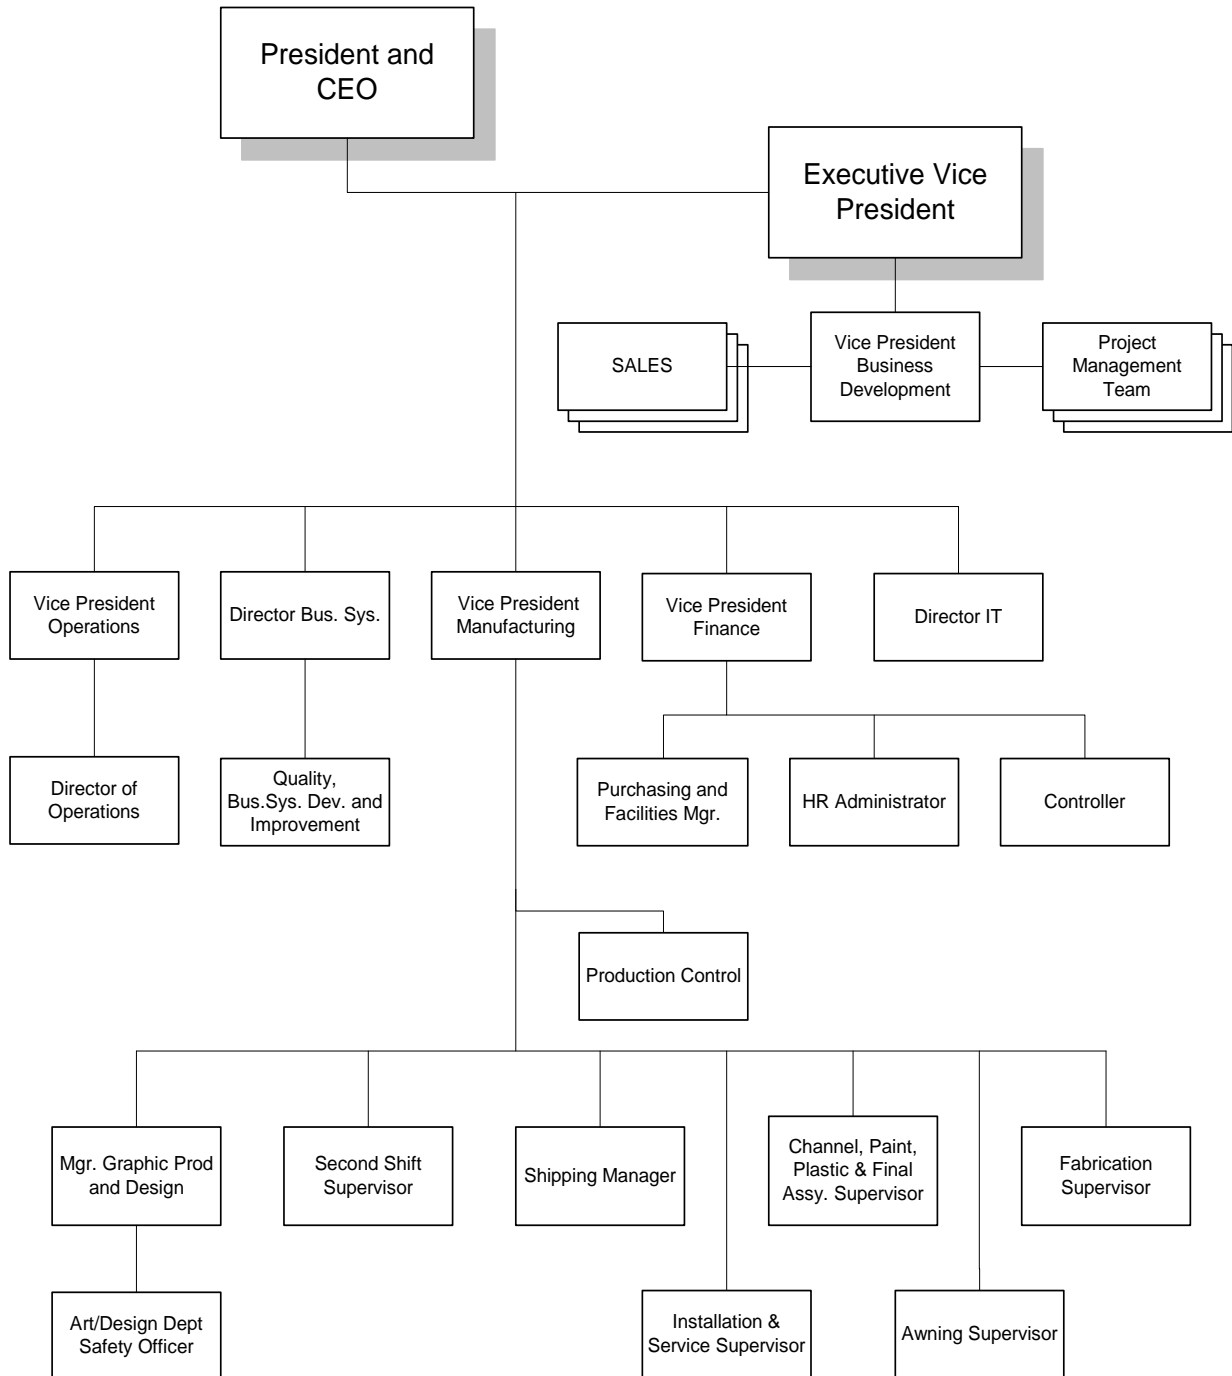 President and
CEO
Executive Vice
President
SALES
Vice President
Business
Development
Project
Management
Team
Vice President
Operations
Director Bus. Sys.
Vice President
Manufacturing
Vice President
Finance
Director IT
Director of
Operations
Quality,
Bus.Sys. Dev. and
Improvement
Purchasing and
Facilities Mgr.
HR Administrator
Controller
Production Control
Mgr. Graphic Prod
and Design
Second Shift
Supervisor
Shipping Manager
Channel, Paint,
Plastic & Final
Assy. Supervisor
Fabrication
Supervisor
Art/Design Dept
Safety Officer
Installation &
Service Supervisor
Awning Supervisor